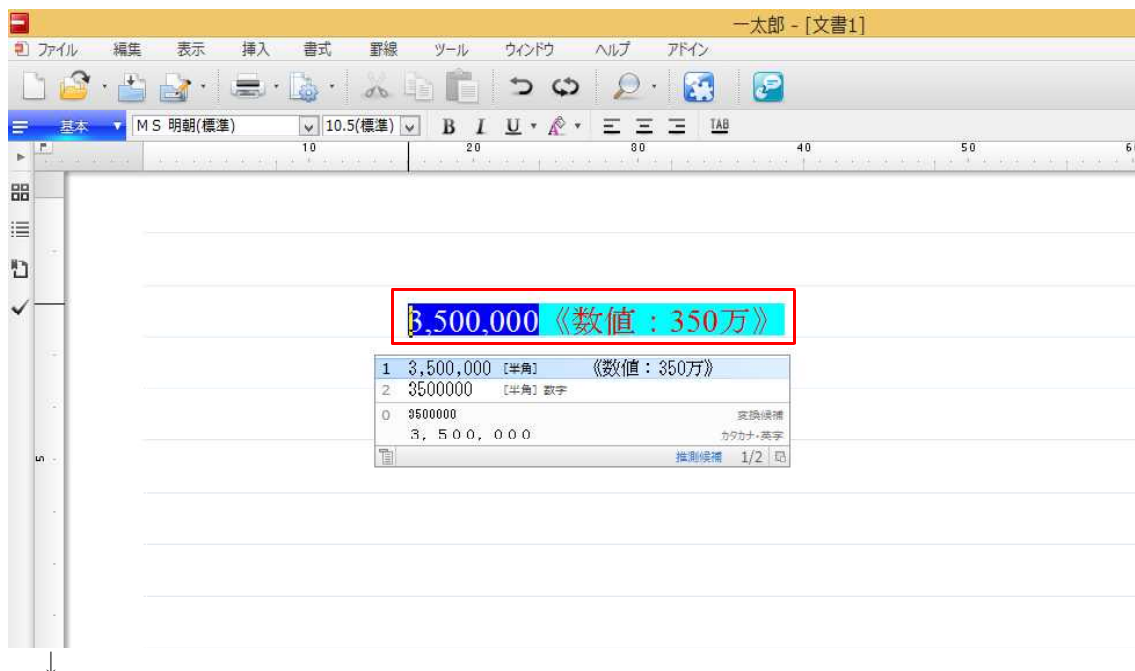 一太郎 - [文書1]
ファイル 編集 表示 挿入 書式 罫線 ツール ウィンドウ ヘルプ アドイン
基本 MS 明朝(標準) 10.5(標準) B I U A TAB
10 20 30 40 50 6
3,500,000《数値：350万》
1 3,500,000 [半角] 《数値：350万》
2 3500000 [半角] 数字
0 3500000 変換候補
３，５００，０００ カタカナ・英字
推測候補 1/2
5
↓